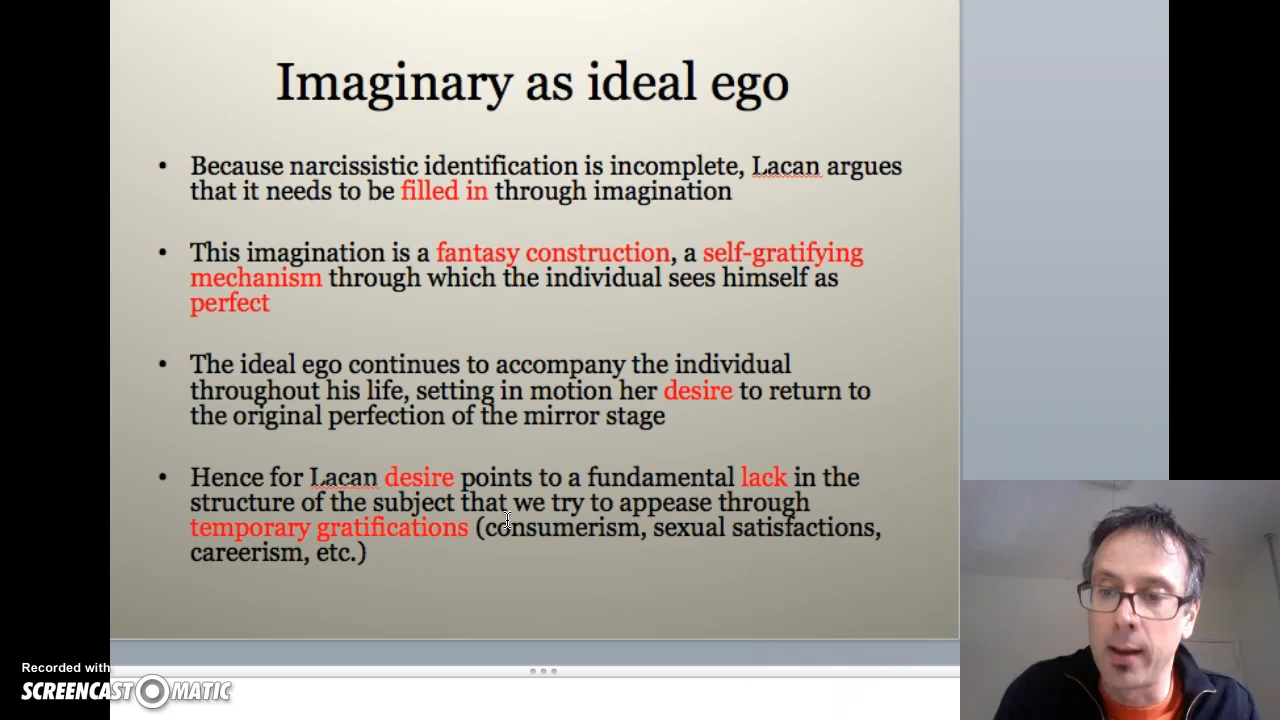 Imaginary as ideal ego
• Because narcissistic identification is incomplete, Lacan argues
that it needs to be filled in through imagination
• This imagination is a fantasy construction, a self-gratifying
mechanism through which the individual sees himself as
perfect
• The ideal ego continues to accompany the individual
throughout his life, setting in motion her desire to return to
the original perfection of the mirror stage
• Hence for Lacan desire points to a fundamental lack in the
structure of the subject that we try to appease through
temporary gratifications (consumerism, sexual satisfactions,
careerism, etc.)
Recorded with
SCREENCAST-O-MATIC